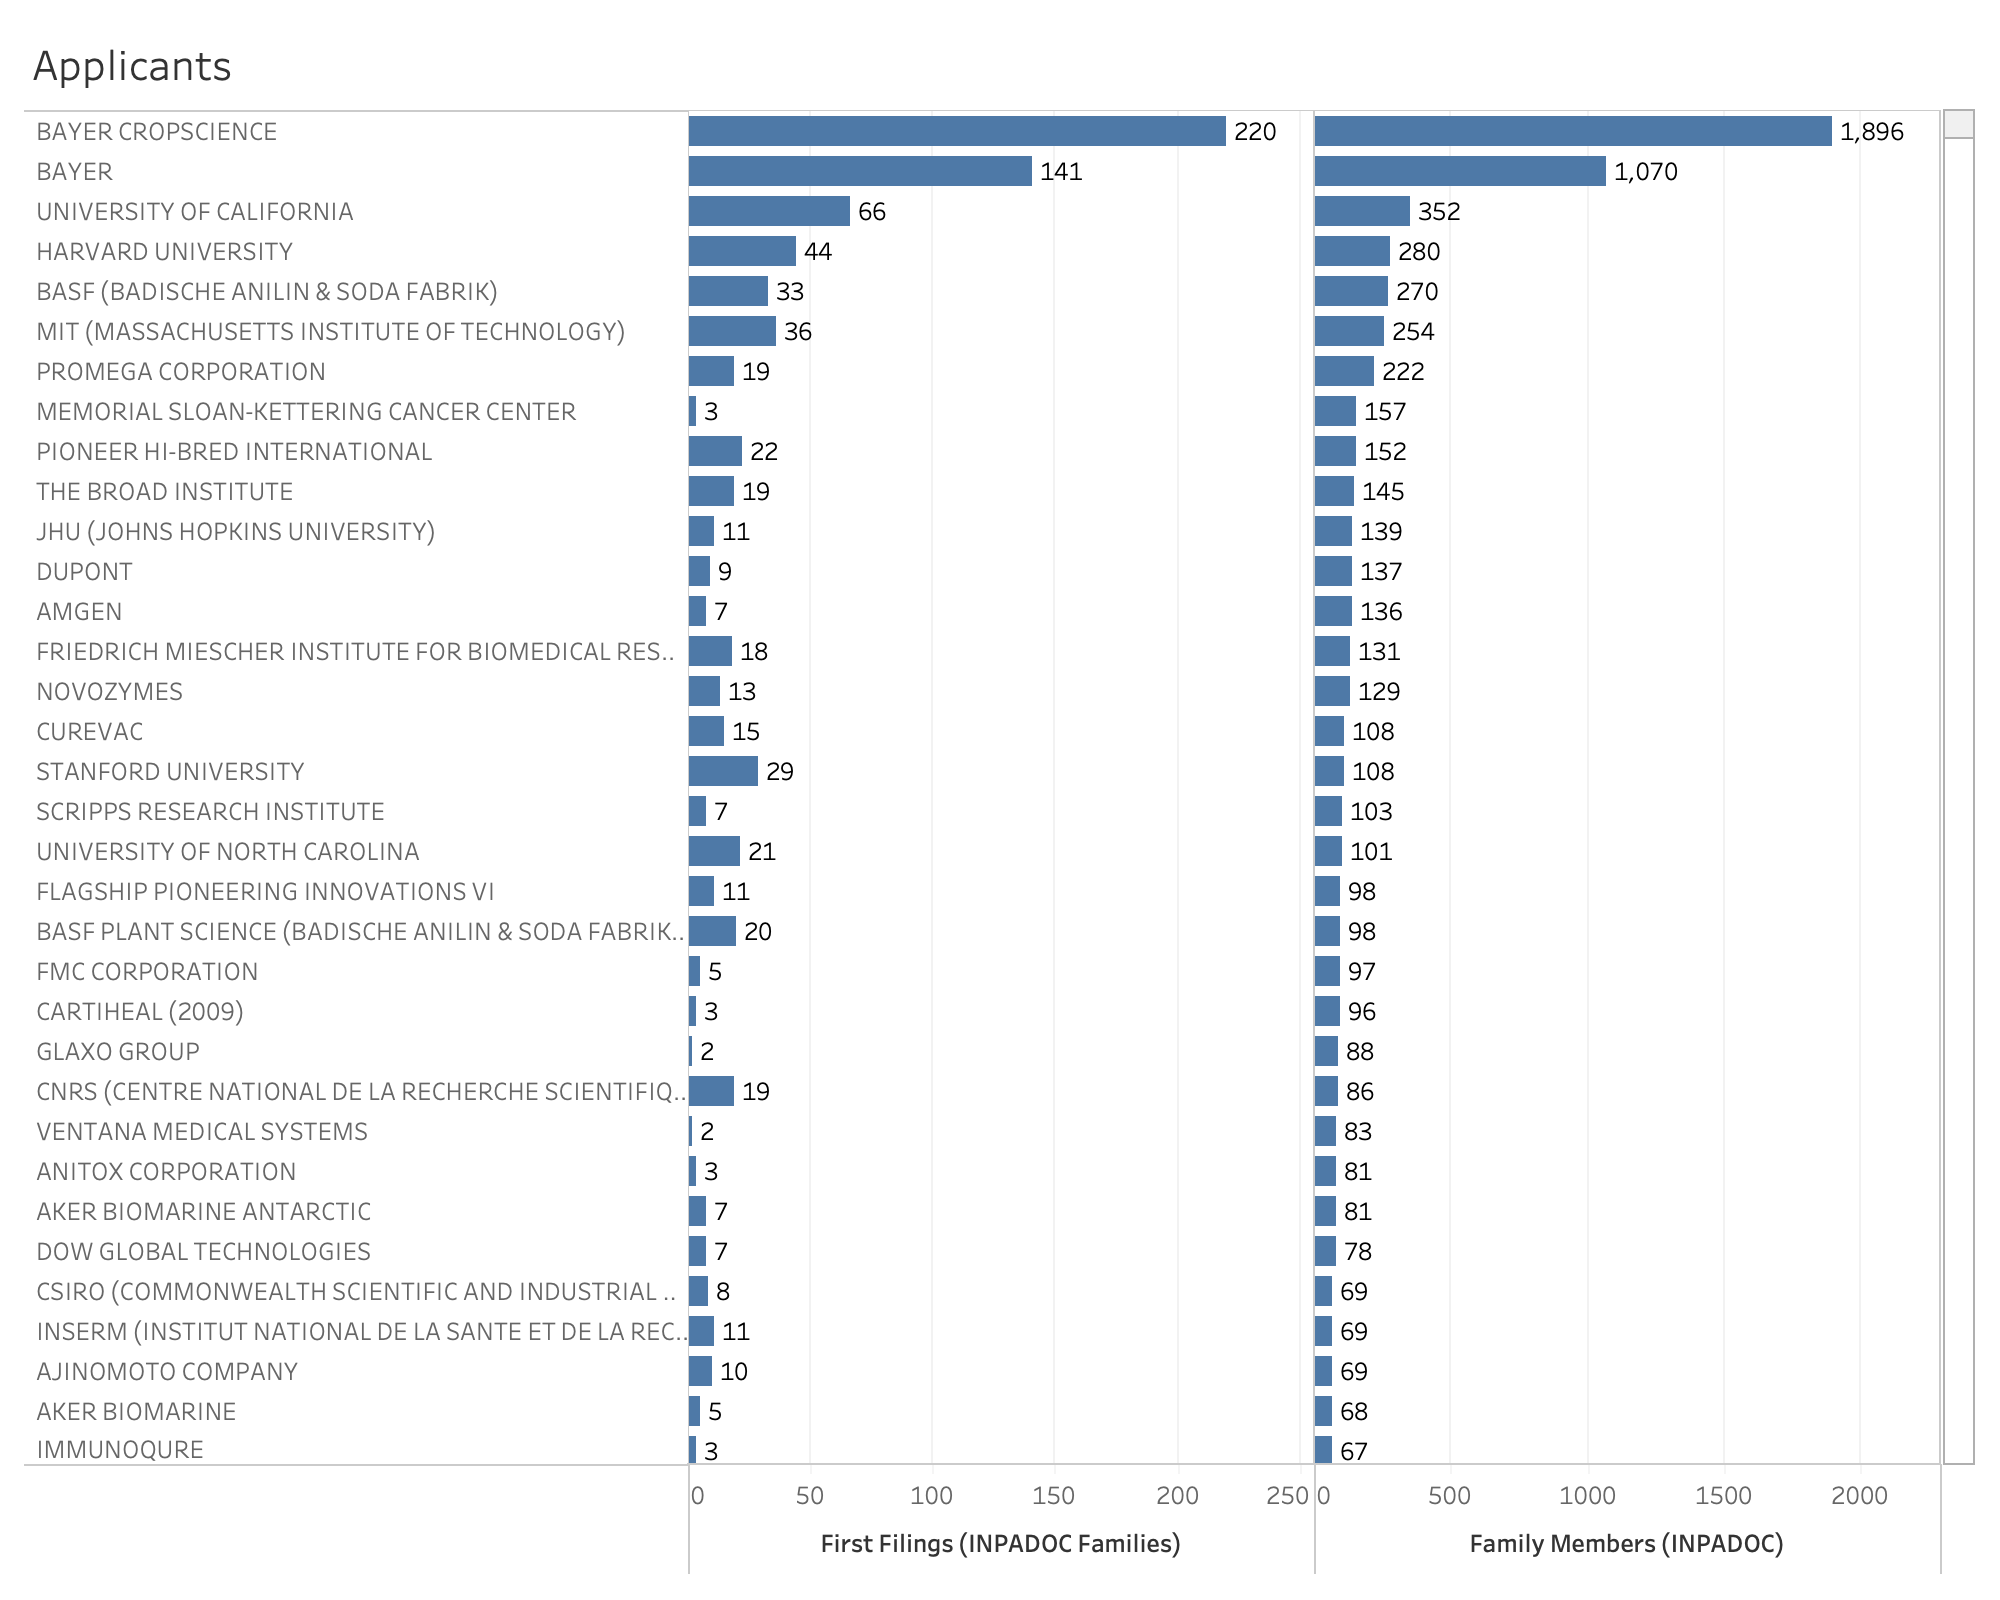 Applicants
BAYER CROPSCIENCE 220 1,896
BAYER 141 1,070
UNIVERSITY OF CALIFORNIA 66 352
HARVARD UNIVERSITY 44 280
BASF (BADISCHE ANILIN & SODA FABRIK) 33 270
MIT (MASSACHUSETTS INSTITUTE OF TECHNOLOGY) 36 254
PROMEGA CORPORATION 19 222
MEMORIAL SLOAN-KETTERING CANCER CENTER 3 157
PIONEER HI-BRED INTERNATIONAL 22 152
THE BROAD INSTITUTE 19 145
JHU (JOHNS HOPKINS UNIVERSITY) 11 139
DUPONT 9 137
AMGEN 7 136
FRIEDRICH MIESCHER INSTITUTE FOR BIOMEDICAL RES.. 18 131
NOVOZYMES 13 129
CUREVAC 15 108
STANFORD UNIVERSITY 29 108
SCRIPPS RESEARCH INSTITUTE 7 103
UNIVERSITY OF NORTH CAROLINA 21 101
FLAGSHIP PIONEERING INNOVATIONS VI 11 98
BASF PLANT SCIENCE (BADISCHE ANILIN & SODA FABRIK.. 20 98
FMC CORPORATION 5 97
CARTIHEAL (2009) 3 96
GLAXO GROUP 2 88
CNRS (CENTRE NATIONAL DE LA RECHERCHE SCIENTIFIQ.. 19 86
VENTANA MEDICAL SYSTEMS 2 83
ANITOX CORPORATION 3 81
AKER BIOMARINE ANTARCTIC 7 81
DOW GLOBAL TECHNOLOGIES 7 78
CSIRO (COMMONWEALTH SCIENTIFIC AND INDUSTRIAL .. 8 69
INSERM (INSTITUT NATIONAL DE LA SANTE ET DE LA REC.. 11 69
AJINOMOTO COMPANY 10 69
AKER BIOMARINE 5 68
IMMUNOQURE 3 67
0 50 100 150 200 250 0 500 1000 1500 2000
First Filings (INPADOC Families) Family Members (INPADOC)